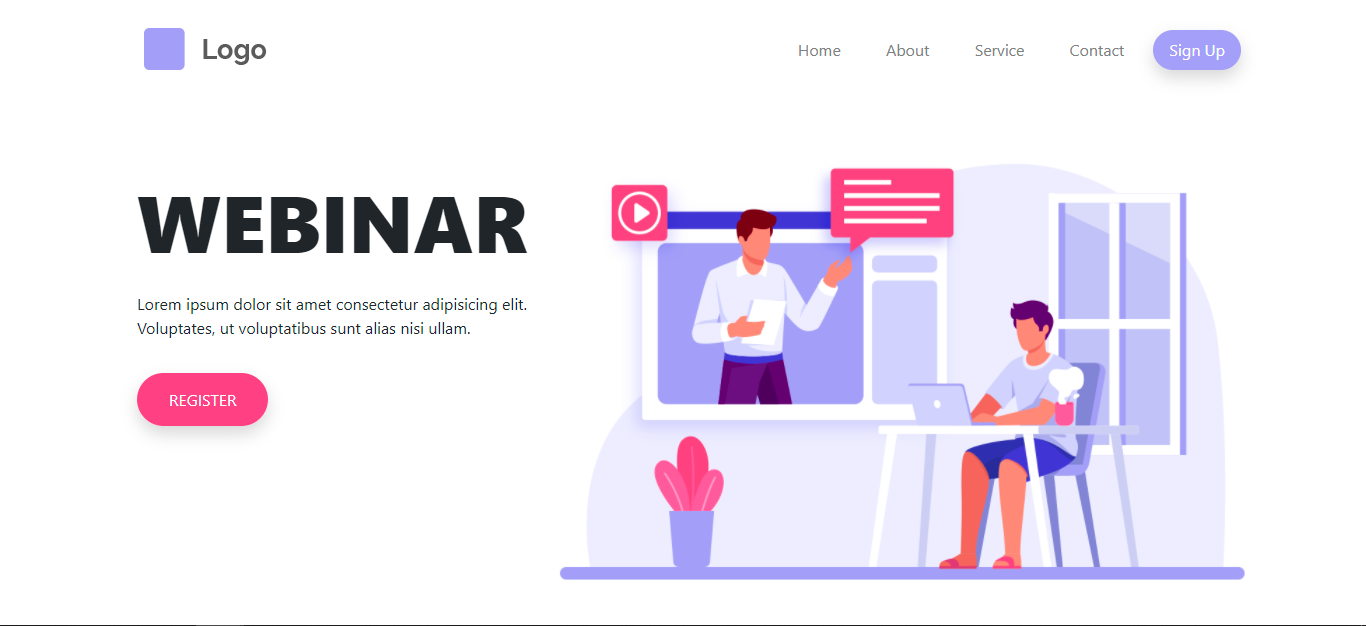 Logo
Home About Service Contact Sign Up
WEBINAR
Lorem ipsum dolor sit amet consectetur adipisicing elit.
Voluptates, ut voluptatibus sunt alias nisi ullam.
REGISTER